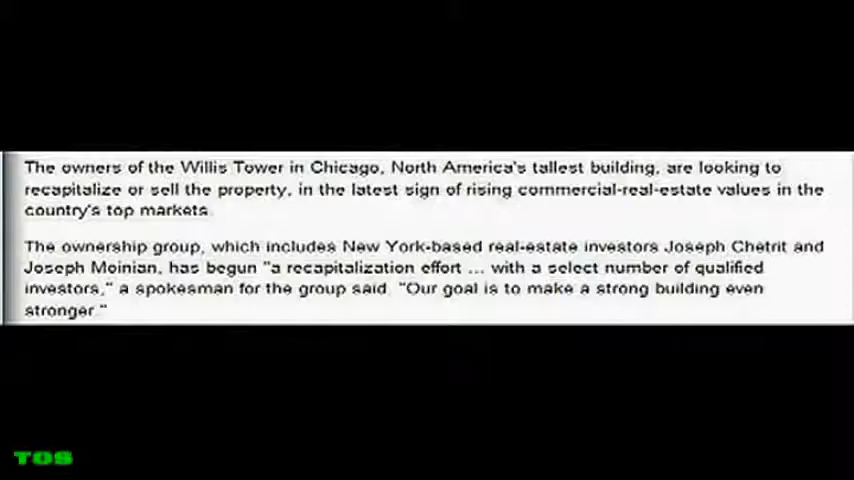 The owners of the Willis Tower in Chicago, North America's tallest building, are looking to
recapitalize or sell the property, in the latest sign of rising commercial-real-estate values in the
country's top markets.
The ownership group, which includes New York-based real-estate investors Joseph Chetrit and
Joseph Moinian, has begun "a recapitalization effort ... with a select number of qualified
investors," a spokesman for the group said. "Our goal is to make a strong building even
stronger."
TOS